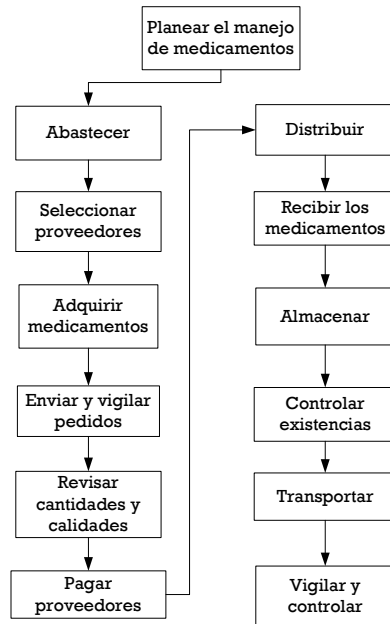 Planear el manejo
de medicamentos
Abastecer
Seleccionar
proveedores
Adquirir
medicamentos
Enviar y vigilar
pedidos
Revisar
cantidades y
calidades
Pagar
proveedores
Distribuir
Recibir los
medicamentos
Almacenar
Controlar
existencias
Transportar
Vigilar y
controlar